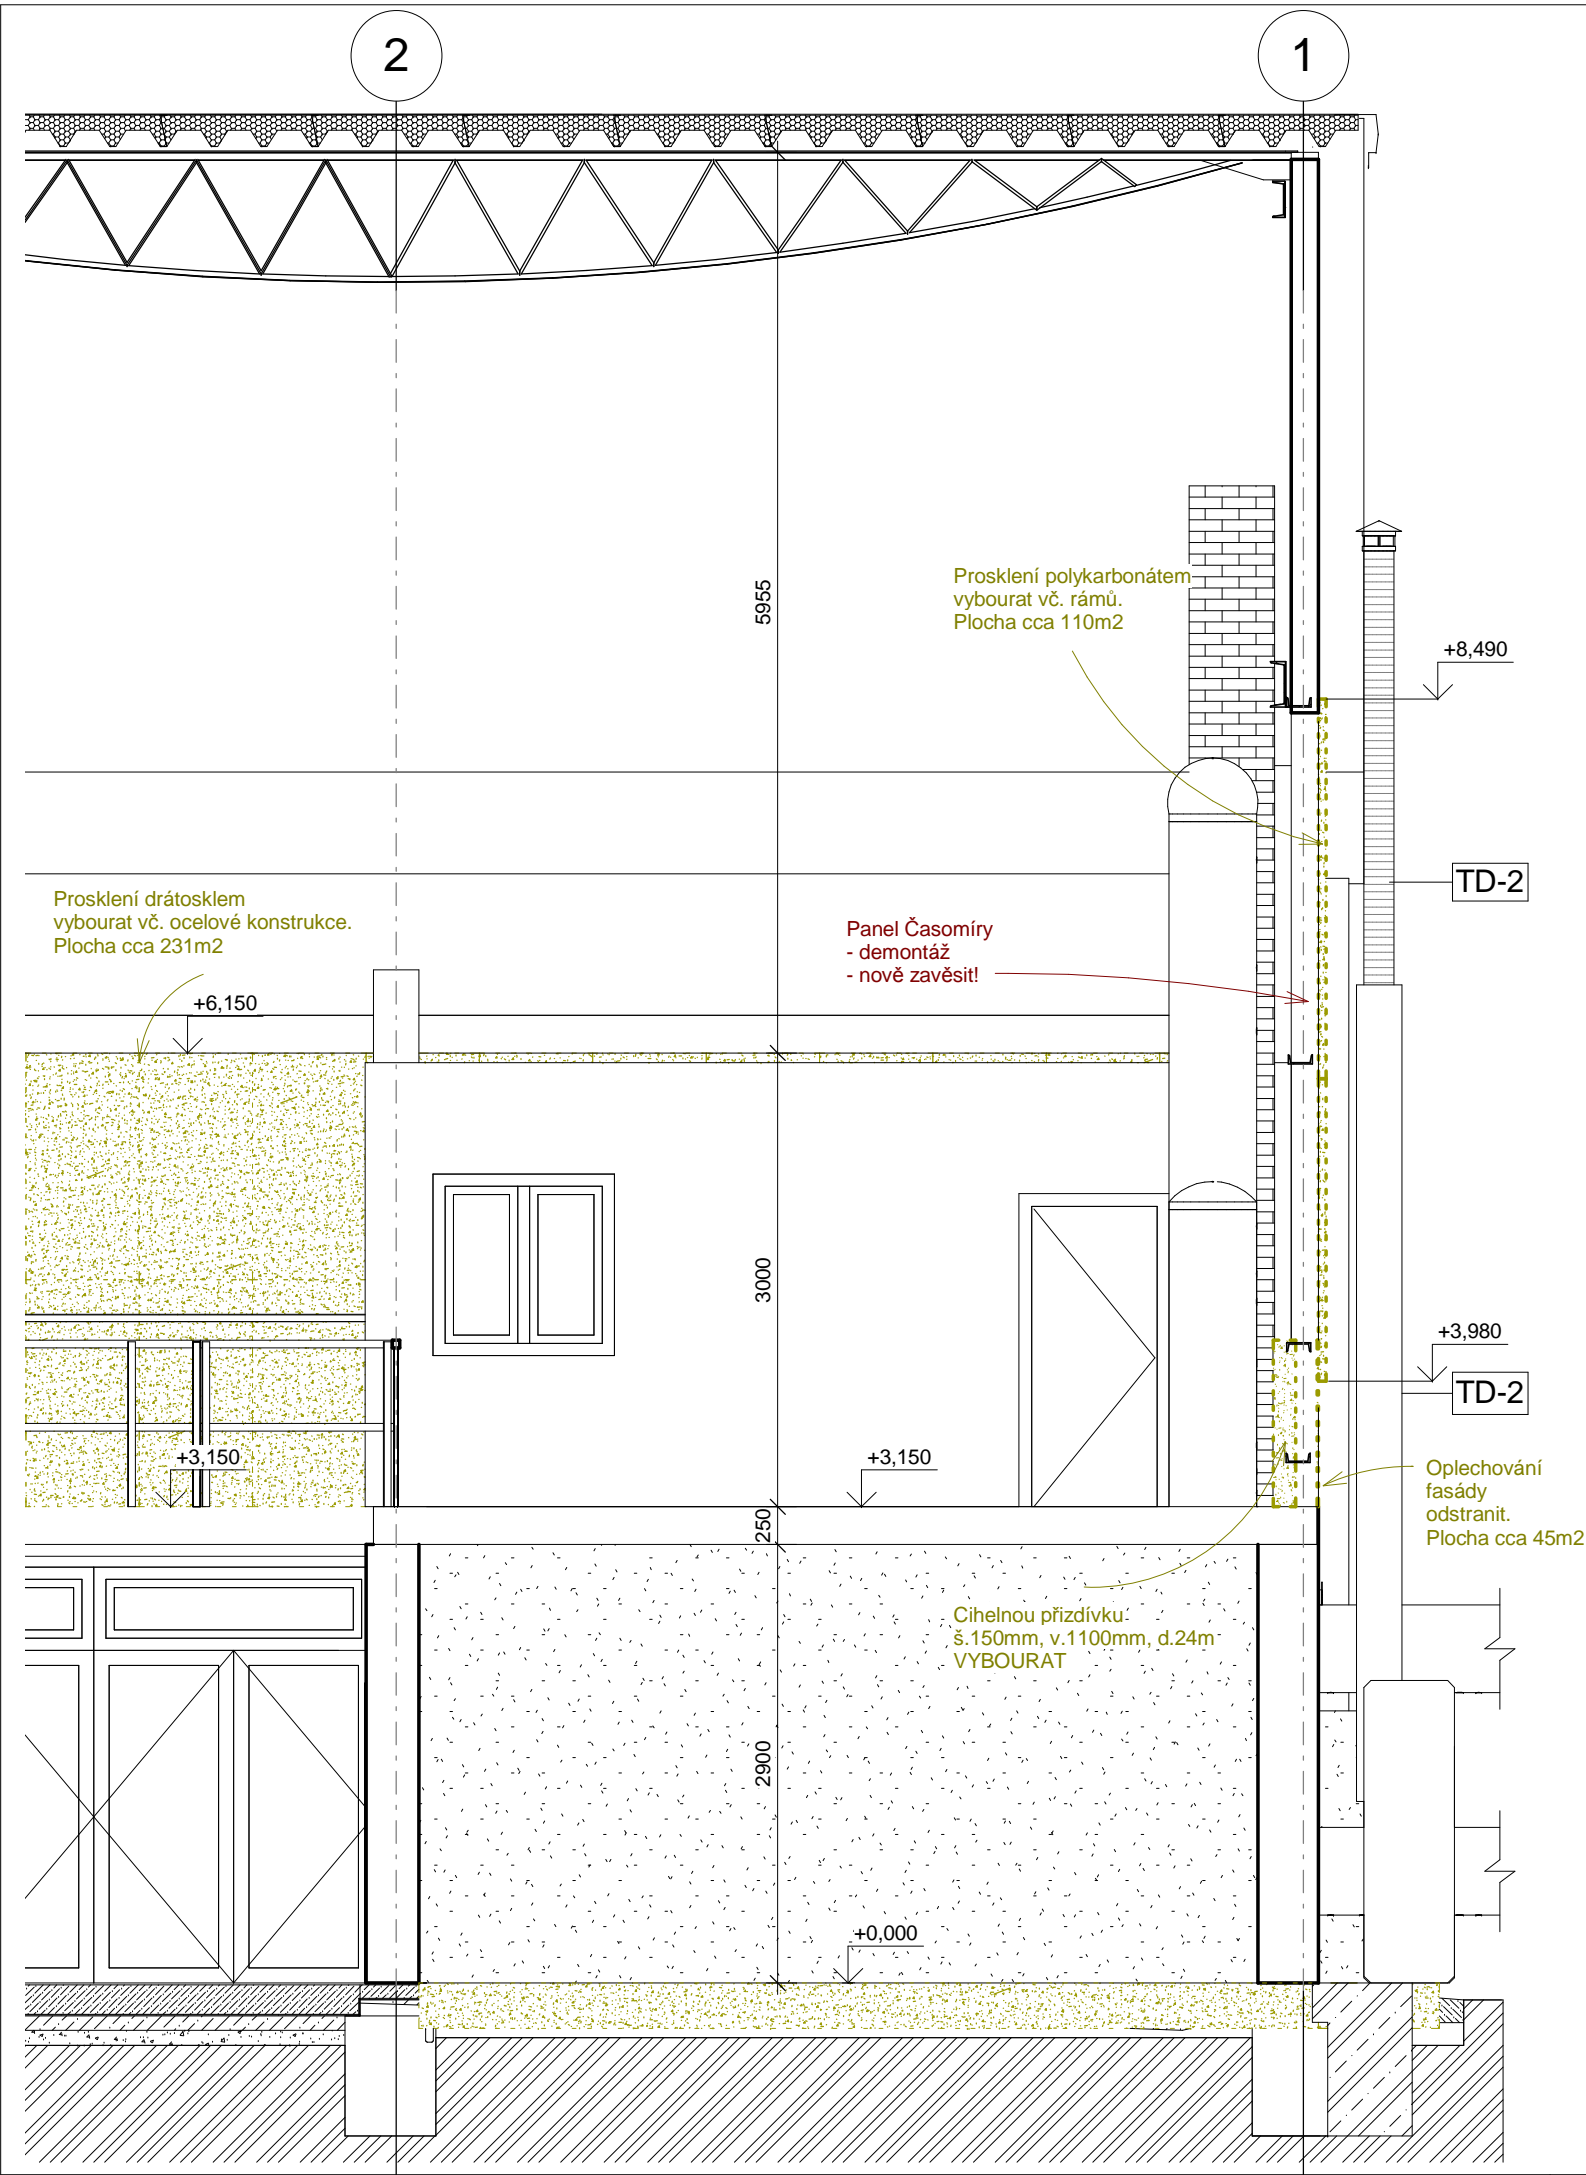 2
1
5955
Prosklení polykarbonátem
vybourat vč. rámů.
Plocha cca 110m2
+8,490
TD-2
Prosklení drátosklem
vybourat vč. ocelové konstrukce.
Plocha cca 231m2
Panel Časomíry
- demontáž
- nově zavěsit!
+6,150
3000
+3,980
TD-2
+3,150
+3,150
Oplechování
fasády
odstranit.
Plocha cca 45m2
250
Cihelnou přizdívku
š.150mm, v.1100mm, d.24m
VYBOURAT
2900
+0,000